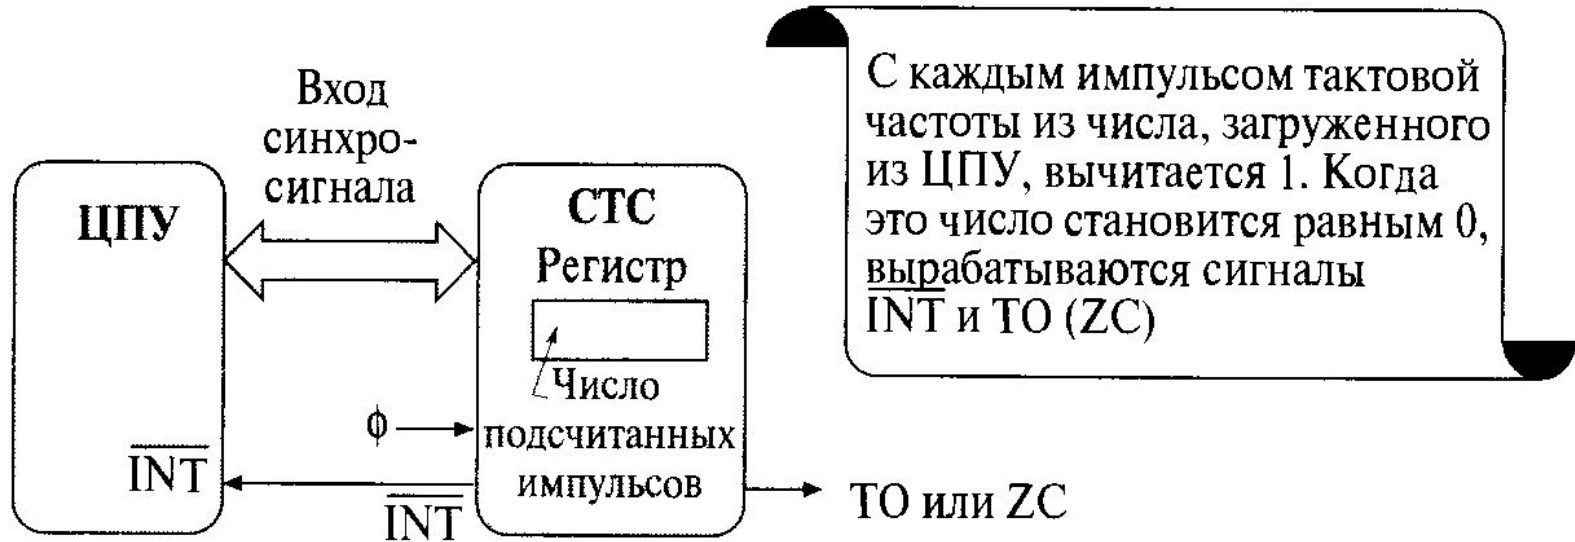 Вход
синхро-
сигнала
ЦПУ
INT
СТС
Регистр
Число
подсчитанных
импульсов
ф
INT
ТО или ZC
С каждым импульсом тактовой
частоты из числа, загруженного
из ЦПУ, вычитается 1. Когда
это число становится равным 0,
вырабатываются сигналы
INT и ТО (ZC)